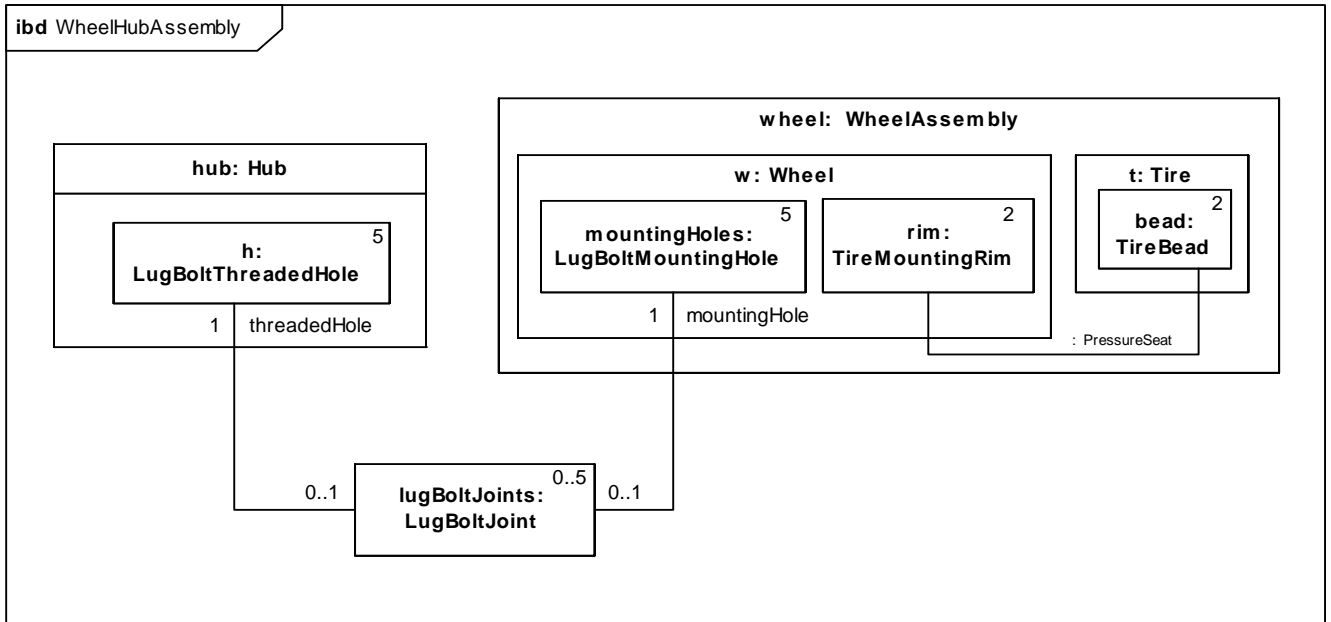 ibd WheelHubAssembly
wheel: WheelAssembly
hub: Hub
w: Wheel
t: Tire
5
h:
LugBoltThreadedHole
5
mountingHoles:
LugBoltMountingHole
2
rim:
TireMountingRim
2
bead:
TireBead
1 threadedHole
1 mountingHole
: PressureSeat
0..1
0..5
lugBoltJoints:
LugBoltJoint
0..1